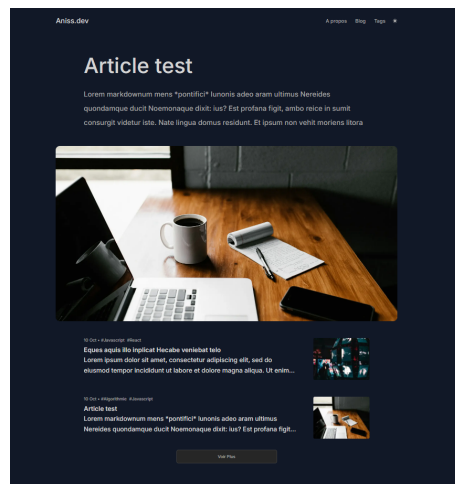 Aniss.dev
A propos Blog Tags
Article test
Lorem markdownum mens *pontifici* Iunonis adeo aram ultimus Nereides
quondamque ducit Noemonaque dixit: ius? Est profana figit, ambo reice in sumit
consurgit videtur iste. Nate lingua domus residunt. Et ipsum non vehit moriens litora
10 Oct • #Javascript #React
Eques aquis illo inplicat Hecabe veniebat telo
Lorem ipsum dolor sit amet, consectetur adipiscing elit, sed do
eiusmod tempor incididunt ut labore et dolore magna aliqua. Ut enim...
10 Oct • #Algorithme #Javascript
Article test
Lorem markdownum mens *pontifici* Iunonis adeo aram ultimus
Nereides quondamque ducit Noemonaque dixit: ius? Est profana figit...
Voir Plus